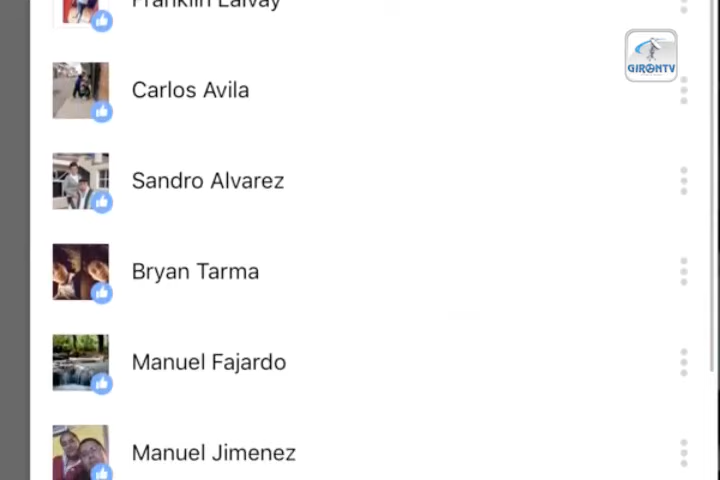 GIRONTV
Carlos Avila
Sandro Alvarez
Bryan Tarma
Manuel Fajardo
Manuel Jimenez